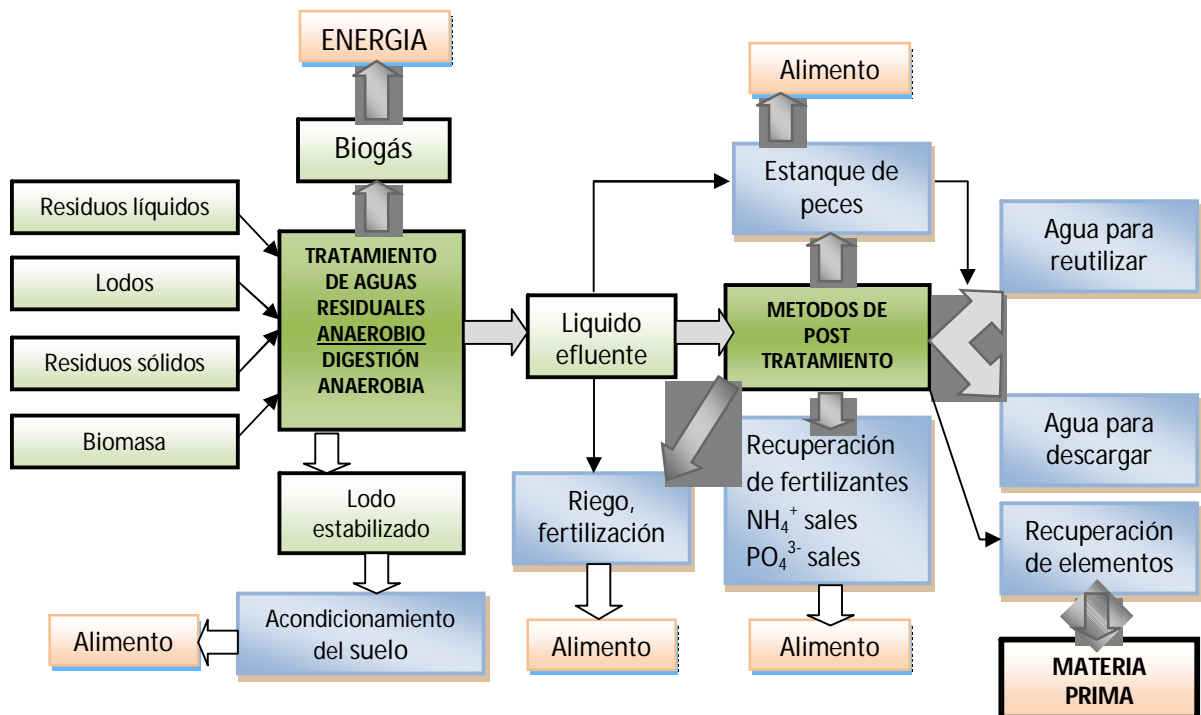 ENERGIA
Alimento
Biogás
Estanque de
peces
Residuos líquidos
Lodos
Residuos sólidos
Biomasa
TRATAMIENTO
DE AGUAS
RESIDUALES
ANAEROBIO
DIGESTIÓN
ANAEROBIA
Liquido
efluente
METODOS DE
POST
TRATAMIENTO
Agua para
reutilizar
Agua para
descargar
Lodo
estabilizado
Riego,
fertilización
Recuperación
de fertilizantes
NH₄⁺ sales
PO₄³⁻ sales
Recuperación
de elementos
Acondicionamiento
del suelo
Alimento
Alimento
Alimento
MATERIA
PRIMA